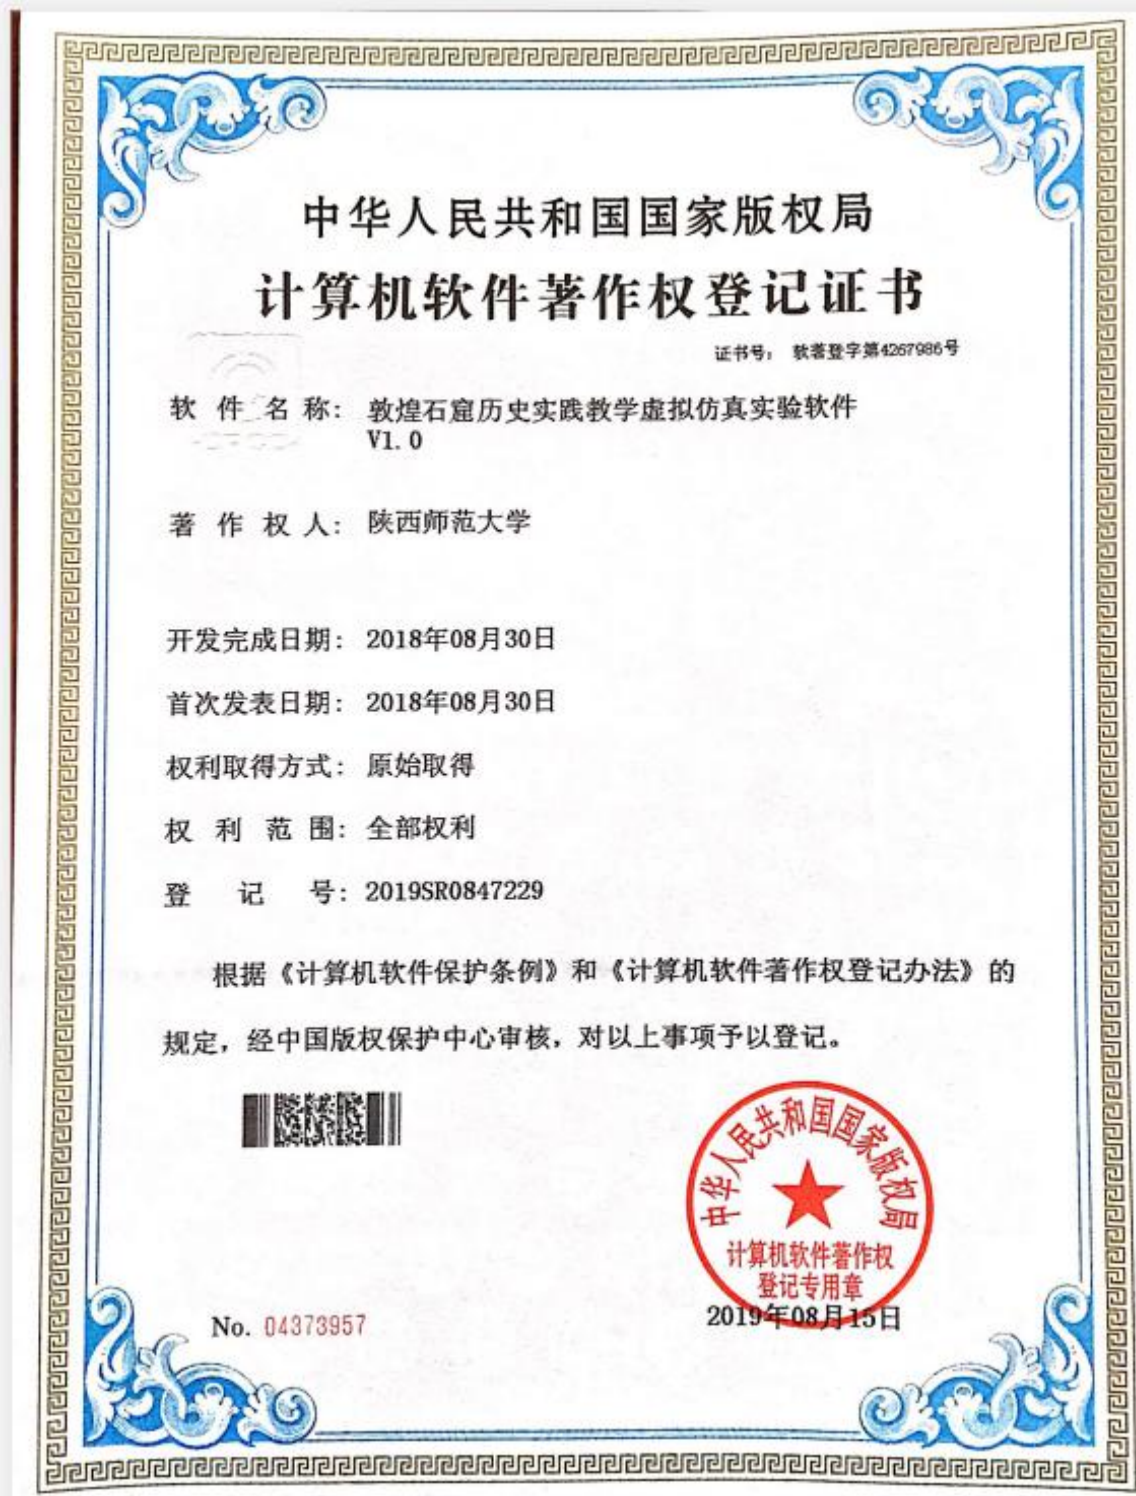 中华人民共和国国家版权局
计算机软件著作权登记证书
证书号： 软著登字第4267986号
软件名称： 敦煌石窟历史实践教学虚拟仿真实验软件
V1.0
著作权人： 陕西师范大学
开发完成日期： 2018年08月30日
首次发表日期： 2018年08月30日
权利取得方式： 原始取得
权利范围： 全部权利
登记号： 2019SR0847229
根据《计算机软件保护条例》和《计算机软件著作权登记办法》的
规定，经中国版权保护中心审核，对以上事项予以登记。
中华人民共和国国家版权局
计算机软件著作权
登记专用章
No. 04373957
2019年08月15日